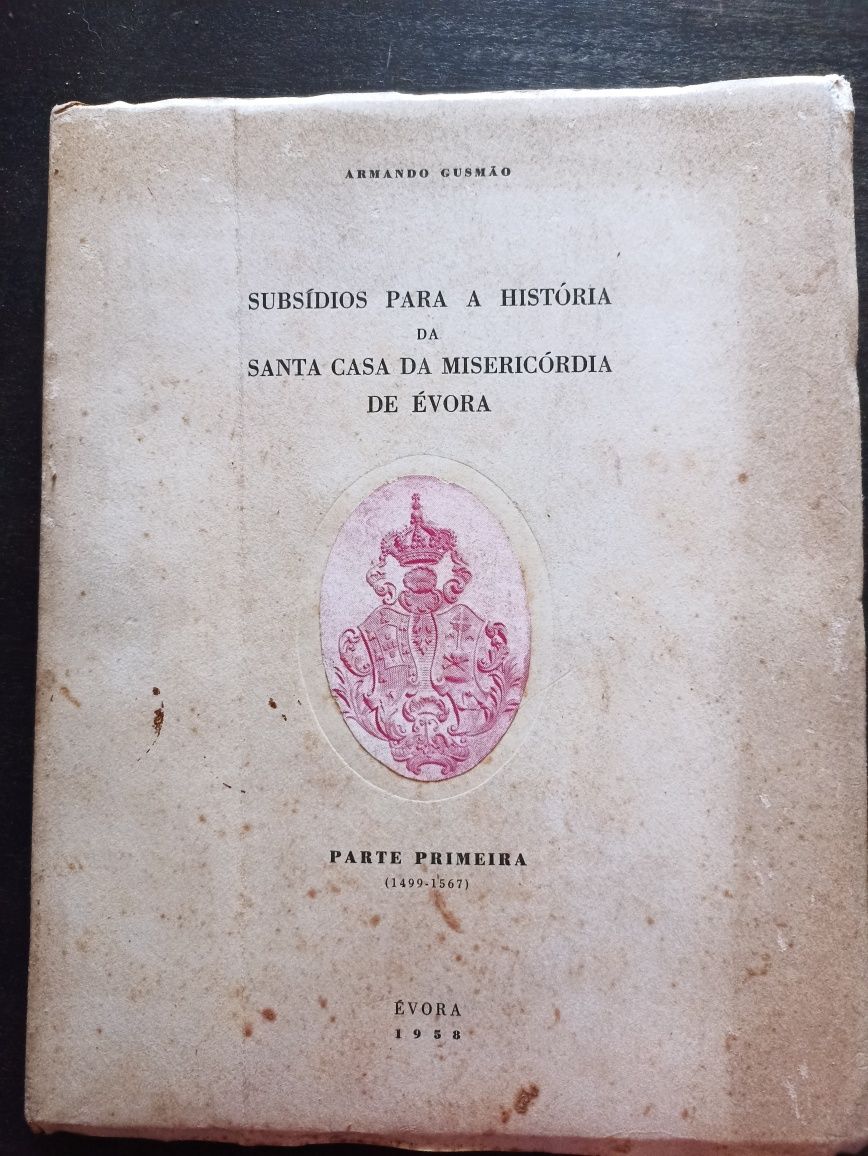 ARMANDO GUSMÃO
SUBSÍDIOS PARA A HISTÓRIA
DA
SANTA CASA DA MISERICÓRDIA
DE ÉVORA
PARTE PRIMEIRA
(1499-1567)
ÉVORA
1958